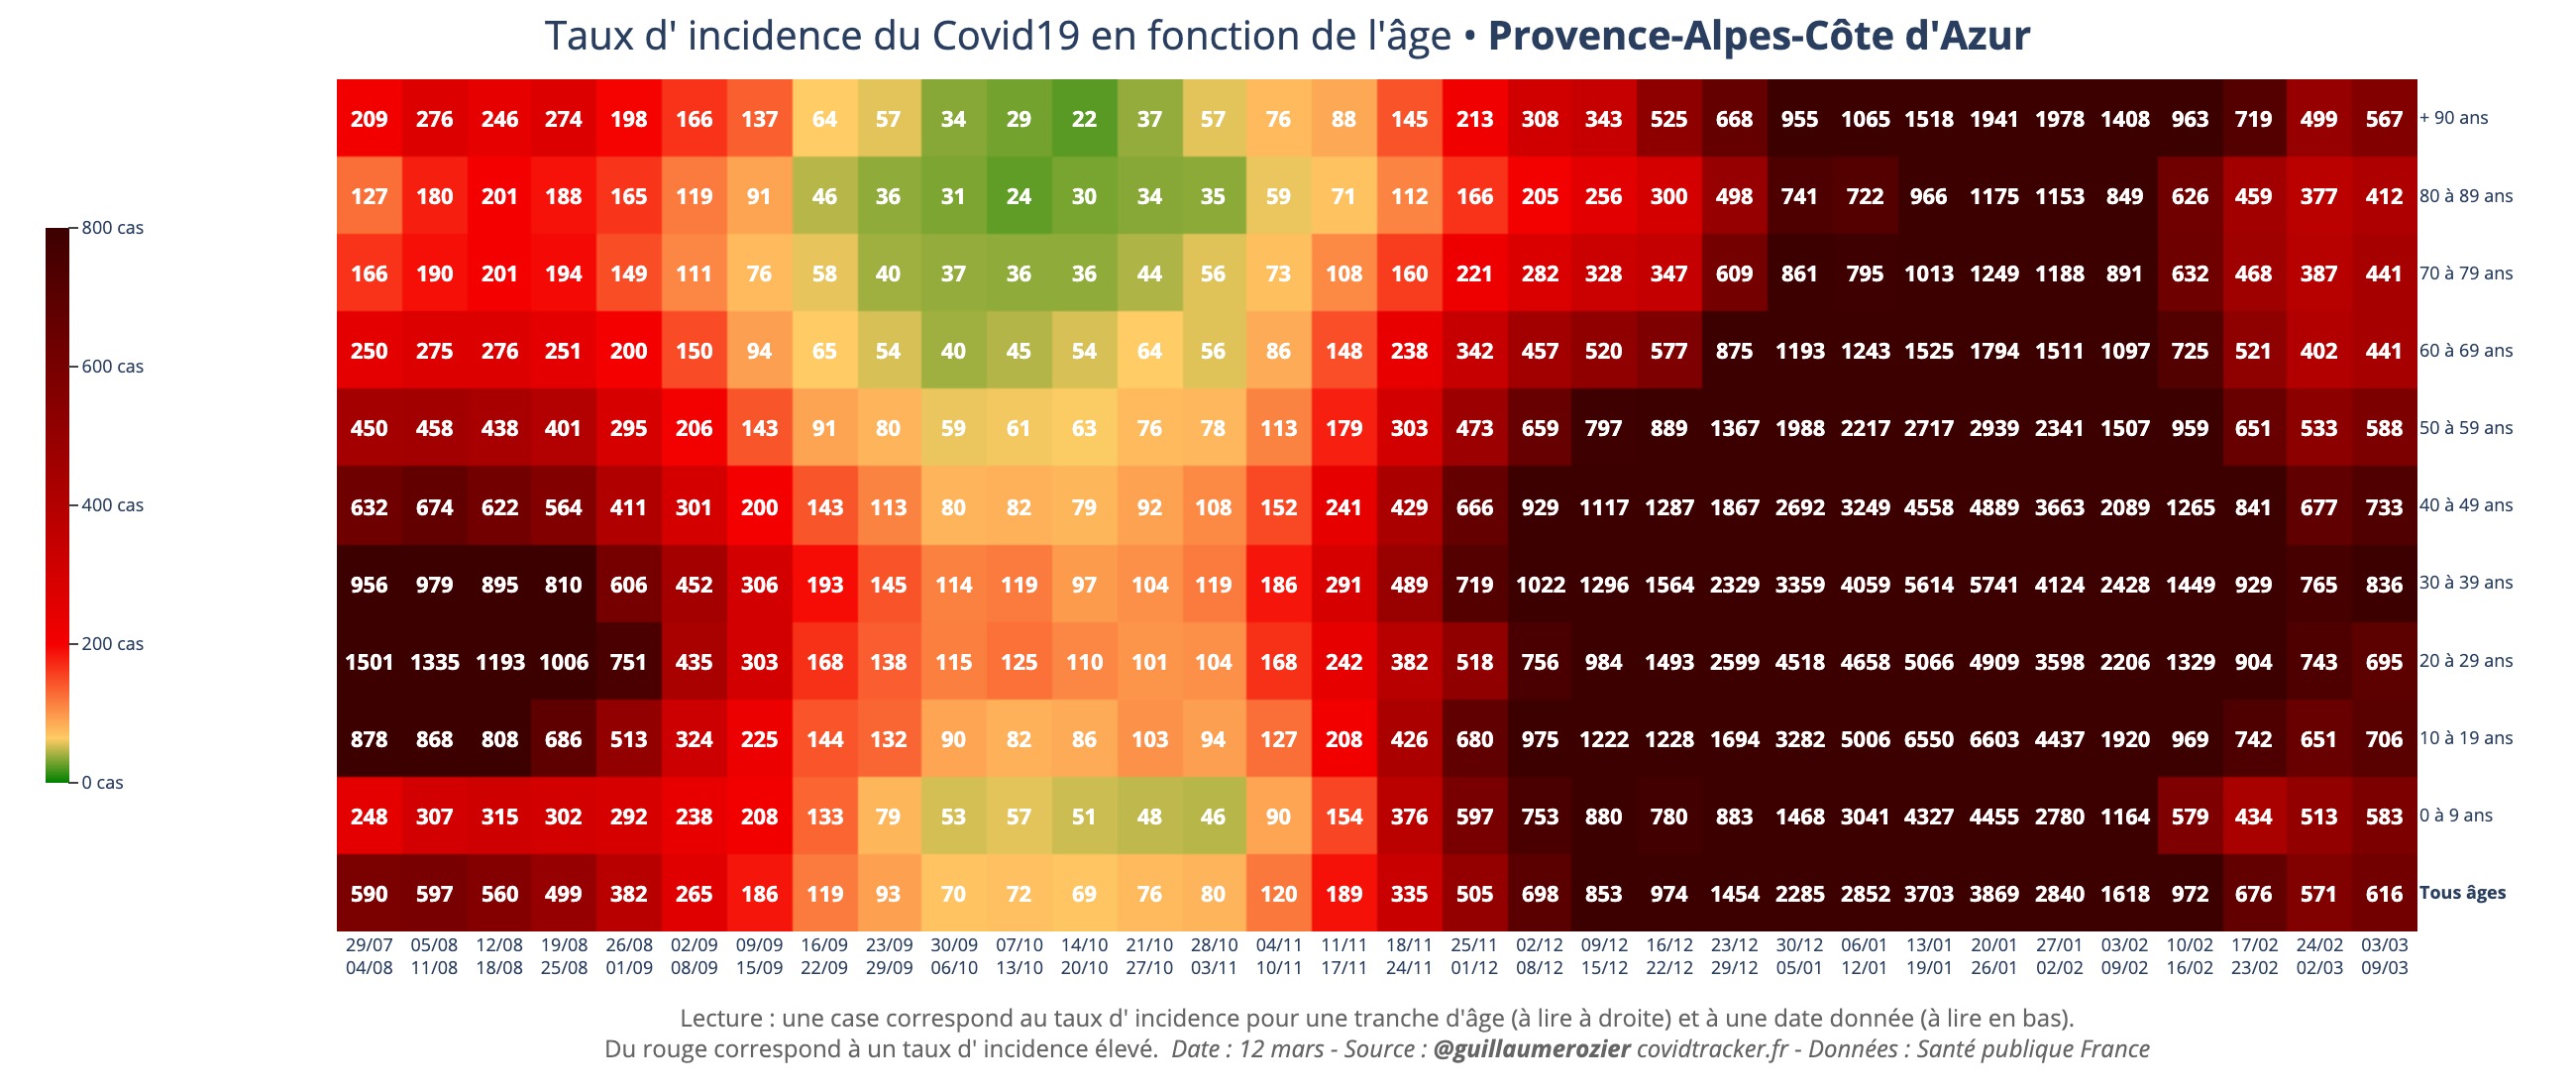 Taux d' incidence du Covid19 en fonction de l'âge • Provence-Alpes-Côte d'Azur
209 276 246 274 198 166 137 64 57 34 29 22 37 57 76 88 145 213 308 343 525 668 955 1065 1518 1941 1978 1408 963 719 499 567 + 90 ans
127 180 201 188 165 119 91 46 36 31 24 30 34 35 59 71 112 166 205 256 300 498 741 722 966 1175 1153 849 626 459 377 412 80 à 89 ans
800 cas
166 190 201 194 149 111 76 58 40 37 36 36 44 56 73 108 160 221 282 328 347 609 861 795 1013 1249 1188 891 632 468 387 441 70 à 79 ans
250 275 276 251 200 150 94 65 54 40 45 54 64 56 86 148 238 342 457 520 577 875 1193 1243 1525 1794 1511 1097 725 521 402 441 60 à 69 ans
600 cas
450 458 438 401 295 206 143 91 80 59 61 63 76 78 113 179 303 473 659 797 889 1367 1988 2217 2717 2939 2341 1507 959 651 533 588 50 à 59 ans
400 cas
632 674 622 564 411 301 200 143 113 80 82 79 92 108 152 241 429 666 929 1117 1287 1867 2692 3249 4558 4889 3663 2089 1265 841 677 733 40 à 49 ans
956 979 895 810 606 452 306 193 145 114 119 97 104 119 186 291 489 719 1022 1296 1564 2329 3359 4059 5614 5741 4124 2428 1449 929 765 836 30 à 39 ans
200 cas
1501 1335 1193 1006 751 435 303 168 138 115 125 110 101 104 168 242 382 518 756 984 1493 2599 4518 4658 5066 4909 3598 2206 1329 904 743 695 20 à 29 ans
878 868 808 686 513 324 225 144 132 90 82 86 103 94 127 208 426 680 975 1222 1228 1694 3282 5006 6550 6603 4437 1920 969 742 651 706 10 à 19 ans
0 cas
248 307 315 302 292 238 208 133 79 53 57 51 48 46 90 154 376 597 753 880 780 883 1468 3041 4327 4455 2780 1164 579 434 513 583 0 à 9 ans
590 597 560 499 382 265 186 119 93 70 72 69 76 80 120 189 335 505 698 853 974 1454 2285 2852 3703 3869 2840 1618 972 676 571 616 Tous âges
29/07 05/08 12/08 19/08 26/08 02/09 09/09 16/09 23/09 30/09 07/10 14/10 21/10 28/10 04/11 11/11 18/11 25/11 02/12 09/12 16/12 23/12 30/12 06/01 13/01 20/01 27/01 03/02 10/02 17/02 24/02 03/03
04/08 11/08 18/08 25/08 01/09 08/09 15/09 22/09 29/09 06/10 13/10 20/10 27/10 03/11 10/11 17/11 24/11 01/12 08/12 15/12 22/12 29/12 05/01 12/01 19/01 26/01 02/02 09/02 16/02 23/02 02/03 09/03
Lecture : une case correspond au taux d' incidence pour une tranche d'âge (à lire à droite) et à une date donnée (à lire en bas).
Du rouge correspond à un taux d' incidence élevé. Date : 12 mars - Source : @guillaumerozier covidtracker.fr - Données : Santé publique France